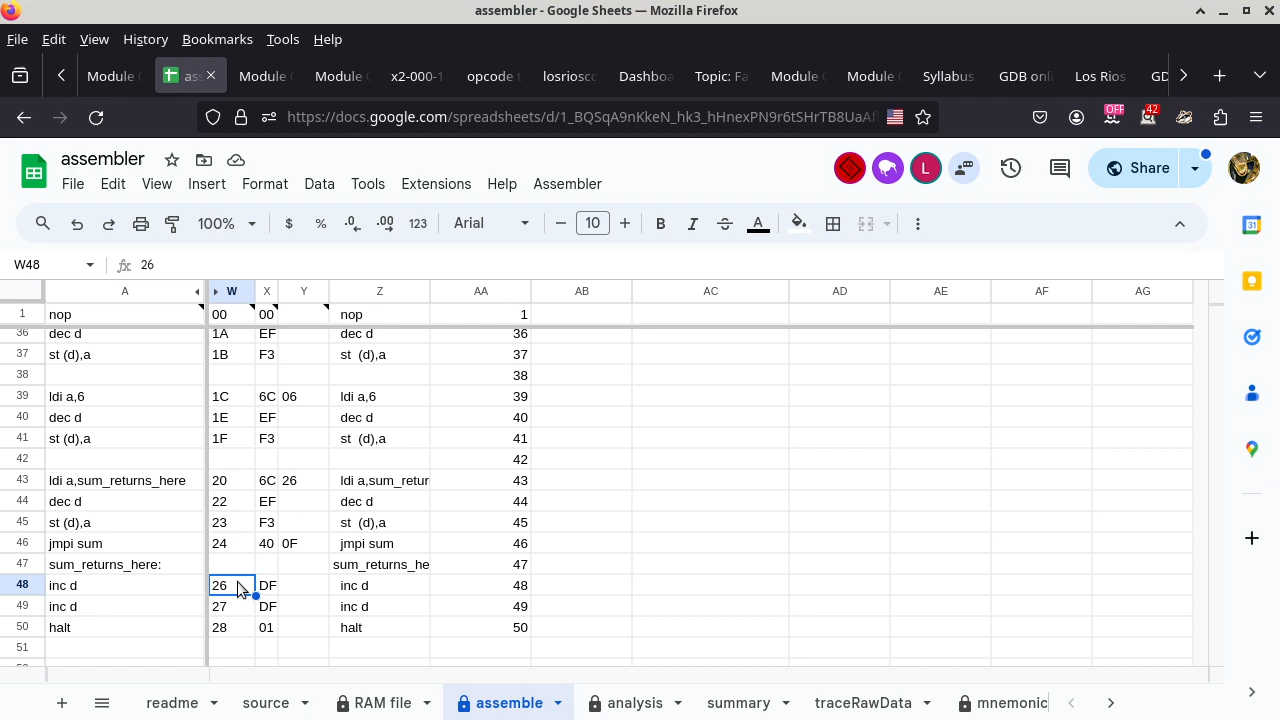 assembler - Google Sheets — Mozilla Firefox
File Edit View History Bookmarks Tools Help
Module as Module Module x2-000-1 opcode t losriosco Dashboa Topic: Fa Module Module Syllabus GDB onli Los Rios GD
https://docs.google.com/spreadsheets/d/1_BQSqA9nKkeN_hk3_hHnexPN9r6tSHrTB8UaAf OFF 42
assembler L Share
File Edit View Insert Format Data Tools Extensions Help Assembler
100% $ % .0 .00 123 Arial 10 B I S A
W48 fx 26
A W X Y Z AA AB AC AD AE AF AG
1 nop 00 00 nop 1
36 dec d 1A EF dec d 36
37 st (d),a 1B F3 st (d),a 37
38 38
39 ldi a,6 1C 6C 06 ldi a,6 39
40 dec d 1E EF dec d 40
41 st (d),a 1F F3 st (d),a 41
42 42
43 ldi a,sum_returns_here 20 6C 26 ldi a,sum_retur 43
44 dec d 22 EF dec d 44
45 st (d),a 23 F3 st (d),a 45
46 jmpi sum 24 40 0F jmpi sum 46
47 sum_returns_here: sum_returns_he 47
48 inc d 26 DF inc d 48
49 inc d 27 DF inc d 49
50 halt 28 01 halt 50
51
readme source RAM file assemble analysis summary traceRawData mnemonic